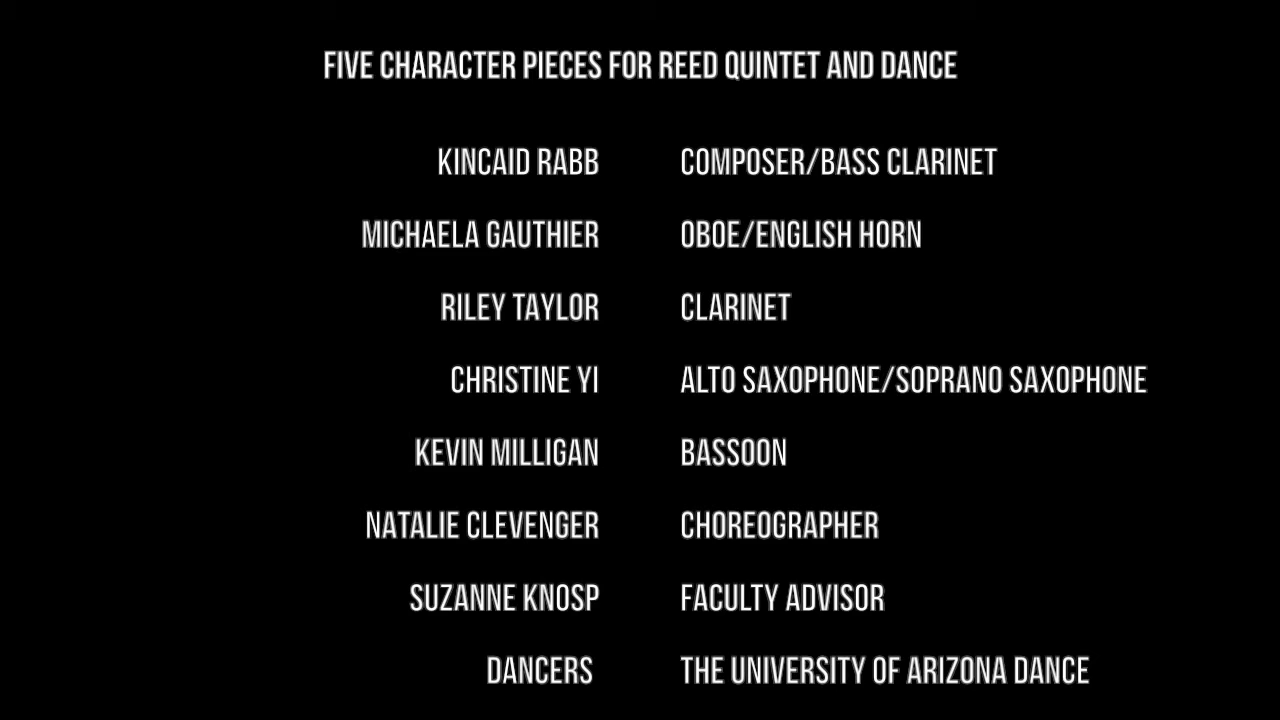 FIVE CHARACTER PIECES FOR REED QUINTET AND DANCE
KINCAID RABB COMPOSER/BASS CLARINET
MICHAELA GAUTHIER OBOE/ENGLISH HORN
RILEY TAYLOR CLARINET
CHRISTINE YI ALTO SAXOPHONE/SOPRANO SAXOPHONE
KEVIN MILLIGAN BASSOON
NATALIE CLEVENGER CHOREOGRAPHER
SUZANNE KNOSP FACULTY ADVISOR
DANCERS THE UNIVERSITY OF ARIZONA DANCE